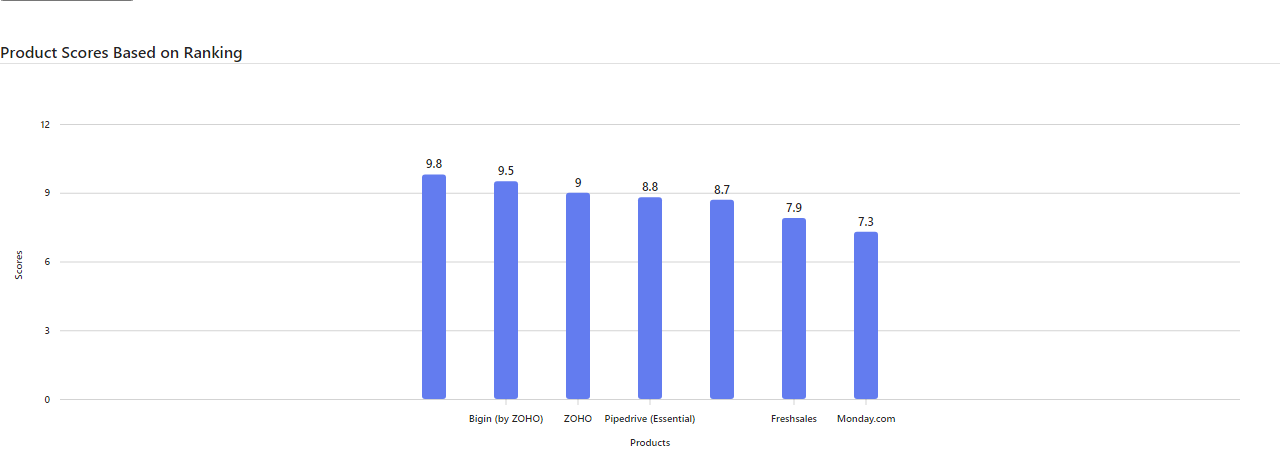 Product Scores Based on Ranking
12
9
6
3
0
Scores
9.8
9.5
9
8.8
8.7
7.9
7.3
Bigin (by ZOHO)
ZOHO
Pipedrive (Essential)
Freshsales
Monday.com
Products